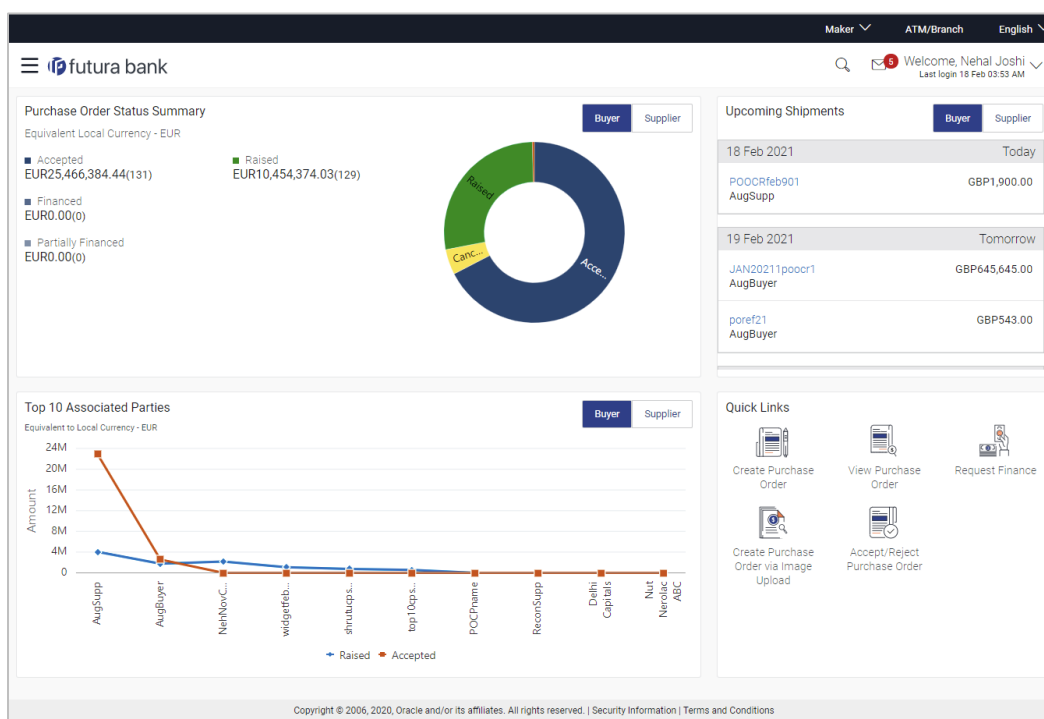 Maker ATM/Branch English
futura bank
5 Welcome, Nehal Joshi
Last login 18 Feb 03:53 AM
Purchase Order Status Summary
Buyer Supplier
Equivalent Local Currency - EUR
Accepted
EUR25,466,384.44(131)
Raised
EUR10,454,374.03(129)
Financed
EUR0.00(0)
Partially Financed
EUR0.00(0)
Raised
Canc...
Acce...
Upcoming Shipments
Buyer Supplier
18 Feb 2021 Today
POOCRfeb901 GBP1,900.00
AugSupp
19 Feb 2021 Tomorrow
JAN20211poocr1 GBP645,645.00
AugBuyer
poref21 GBP543.00
AugBuyer
Top 10 Associated Parties
Buyer Supplier
Equivalent to Local Currency - EUR
Amount
24M
20M
16M
12M
8M
4M
0
AugSupp
AugBuyer
NehNovC...
widgetfeb...
shrutucps...
top10cps...
POCPname
ReconSupp
Delhi
Capitals
Nut
Nerolac
ABC
Raised Accepted
Quick Links
Create Purchase
Order
View Purchase
Order
Request Finance
Create Purchase
Order via Image
Upload
Accept/Reject
Purchase Order
Copyright © 2006, 2020, Oracle and/or its affiliates. All rights reserved. | Security Information | Terms and Conditions